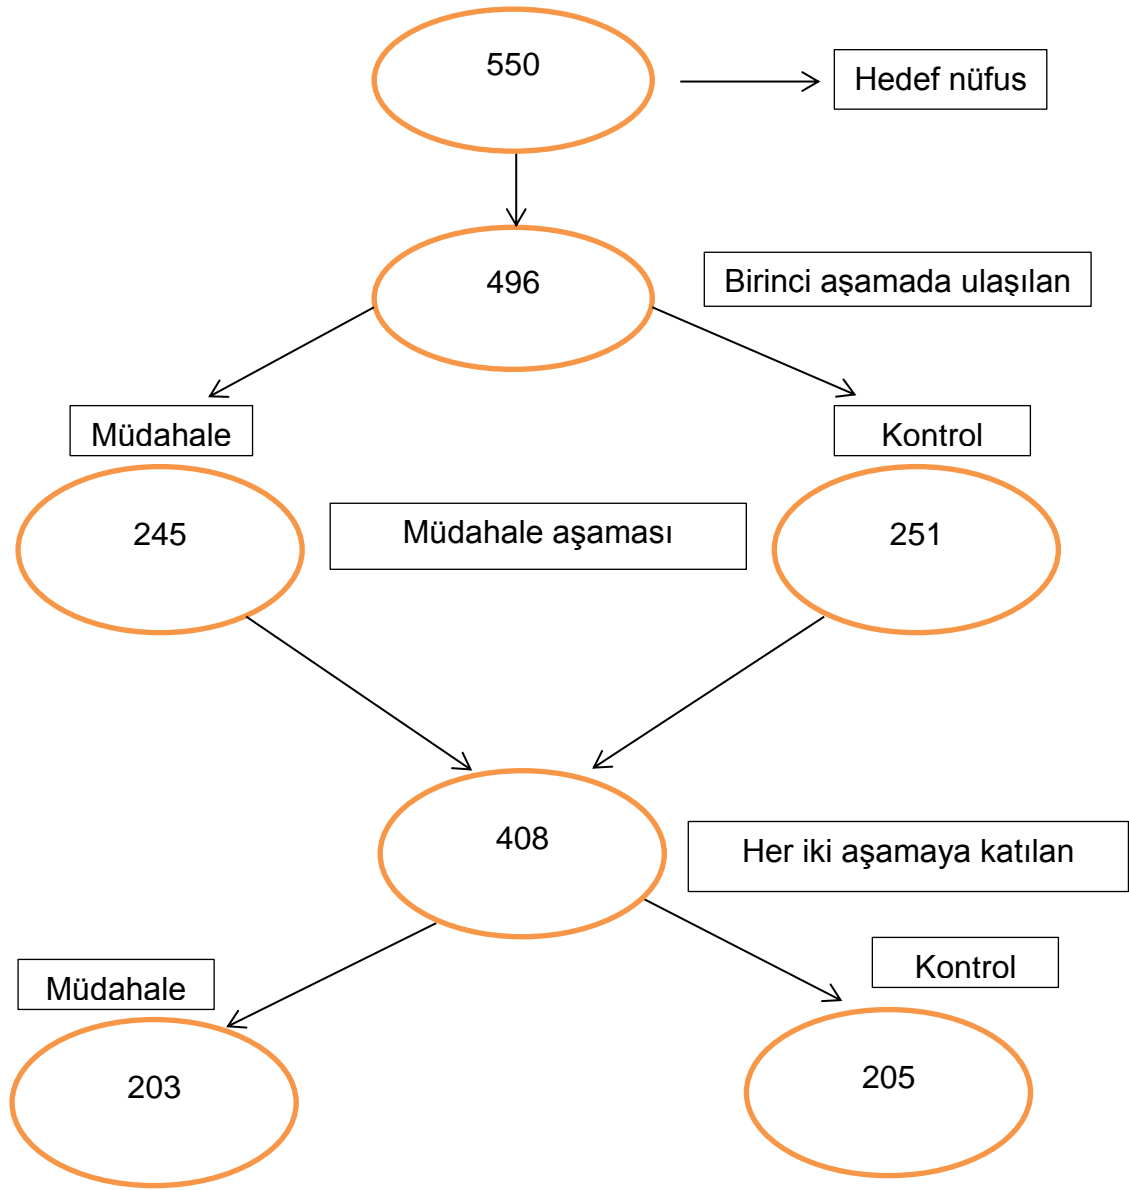 550
Hedef nüfus
496
Birinci aşamada ulaşılan
Müdahale
Kontrol
245
Müdahale aşaması
251
408
Her iki aşamaya katılan
Müdahale
Kontrol
203
205